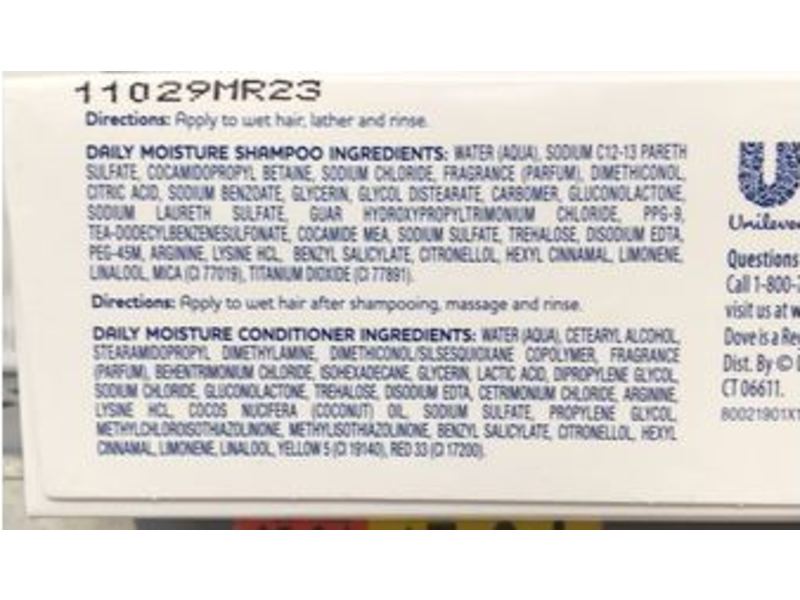 11029MR23
Directions: Apply to wet hair, lather and rinse.
DAILY MOISTURE SHAMPOO INGREDIENTS: WATER (AQUA), SODIUM C12-13 PARETH
SULFATE, COCAMIDOPROPYL BETAINE, SODIUM CHLORIDE, FRAGRANCE (PARFUM), DIMETHICONOL,
CITRIC ACID, SODIUM BENZOATE, GLYCERIN, GLYCOL DISTEARATE, CARBOMER, GLUCONOLACTONE,
SODIUM LAURETH SULFATE, GUAR HYDROXYPROPYLTRIMONIUM CHLORIDE, PPG-9,
TEA-DODECYLBENZENESULFONATE, COCAMIDE MEA, SODIUM SULFATE, TREHALOSE, DISODIUM EDTA,
PEG-45M, ARGININE, LYSINE HCL, BENZYL SALICYLATE, CITRONELLOL, HEXYL CINNAMAL, LIMONENE,
LINALOOL, MICA (CI 77019), TITANIUM DIOXIDE (CI 77891).
Directions: Apply to wet hair after shampooing, massage and rinse.
DAILY MOISTURE CONDITIONER INGREDIENTS: WATER (AQUA), CETEARYL ALCOHOL,
STEARAMIDOPROPYL DIMETHYLAMINE, DIMETHICONOL/SILSESQUIOXANE COPOLYMER, FRAGRANCE
(PARFUM), BEHENTRIMONIUM CHLORIDE, ISOHEXADECANE, GLYCERIN, LACTIC ACID, DIPROPYLENE GLYCOL,
SODIUM CHLORIDE, GLUCONOLACTONE, TREHALOSE, DISODIUM EDTA, CETRIMONIUM CHLORIDE, ARGININE,
LYSINE HCL, COCOS NUCIFERA (COCONUT) OIL, SODIUM SULFATE, PROPYLENE GLYCOL,
METHYLCHLOROISOTHIAZOLINONE, METHYLISOTHIAZOLINONE, BENZYL SALICYLATE, CITRONELLOL, HEXYL
CINNAMAL, LIMONENE, LINALOOL, YELLOW 5 (CI 19140), RED 33 (CI 17200).
U
Unilever
Questions
Call 1-800-7
visit us at w
Dove is a Reg
Dist. By ©
CT 06611.
80021901X1